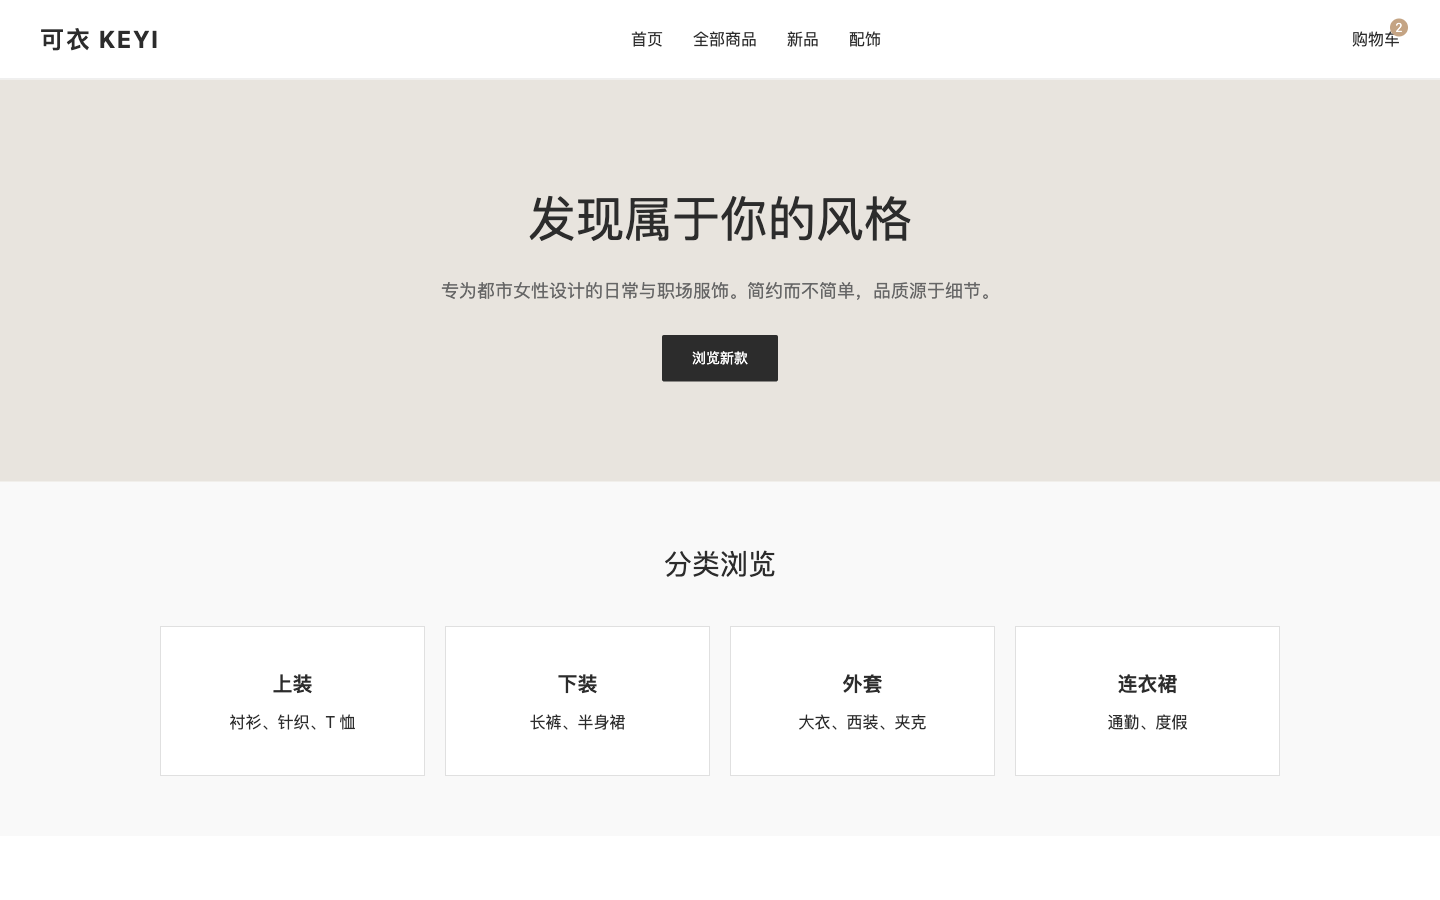 可衣 KEYI
首页 全部商品 新品 配饰
购物车 2
发现属于你的风格
专为都市女性设计的日常与职场服饰。简约而不简单，品质源于细节。
浏览新款
分类浏览
上装
衬衫、针织、T 恤
下装
长裤、半身裙
外套
大衣、西装、夹克
连衣裙
通勤、度假